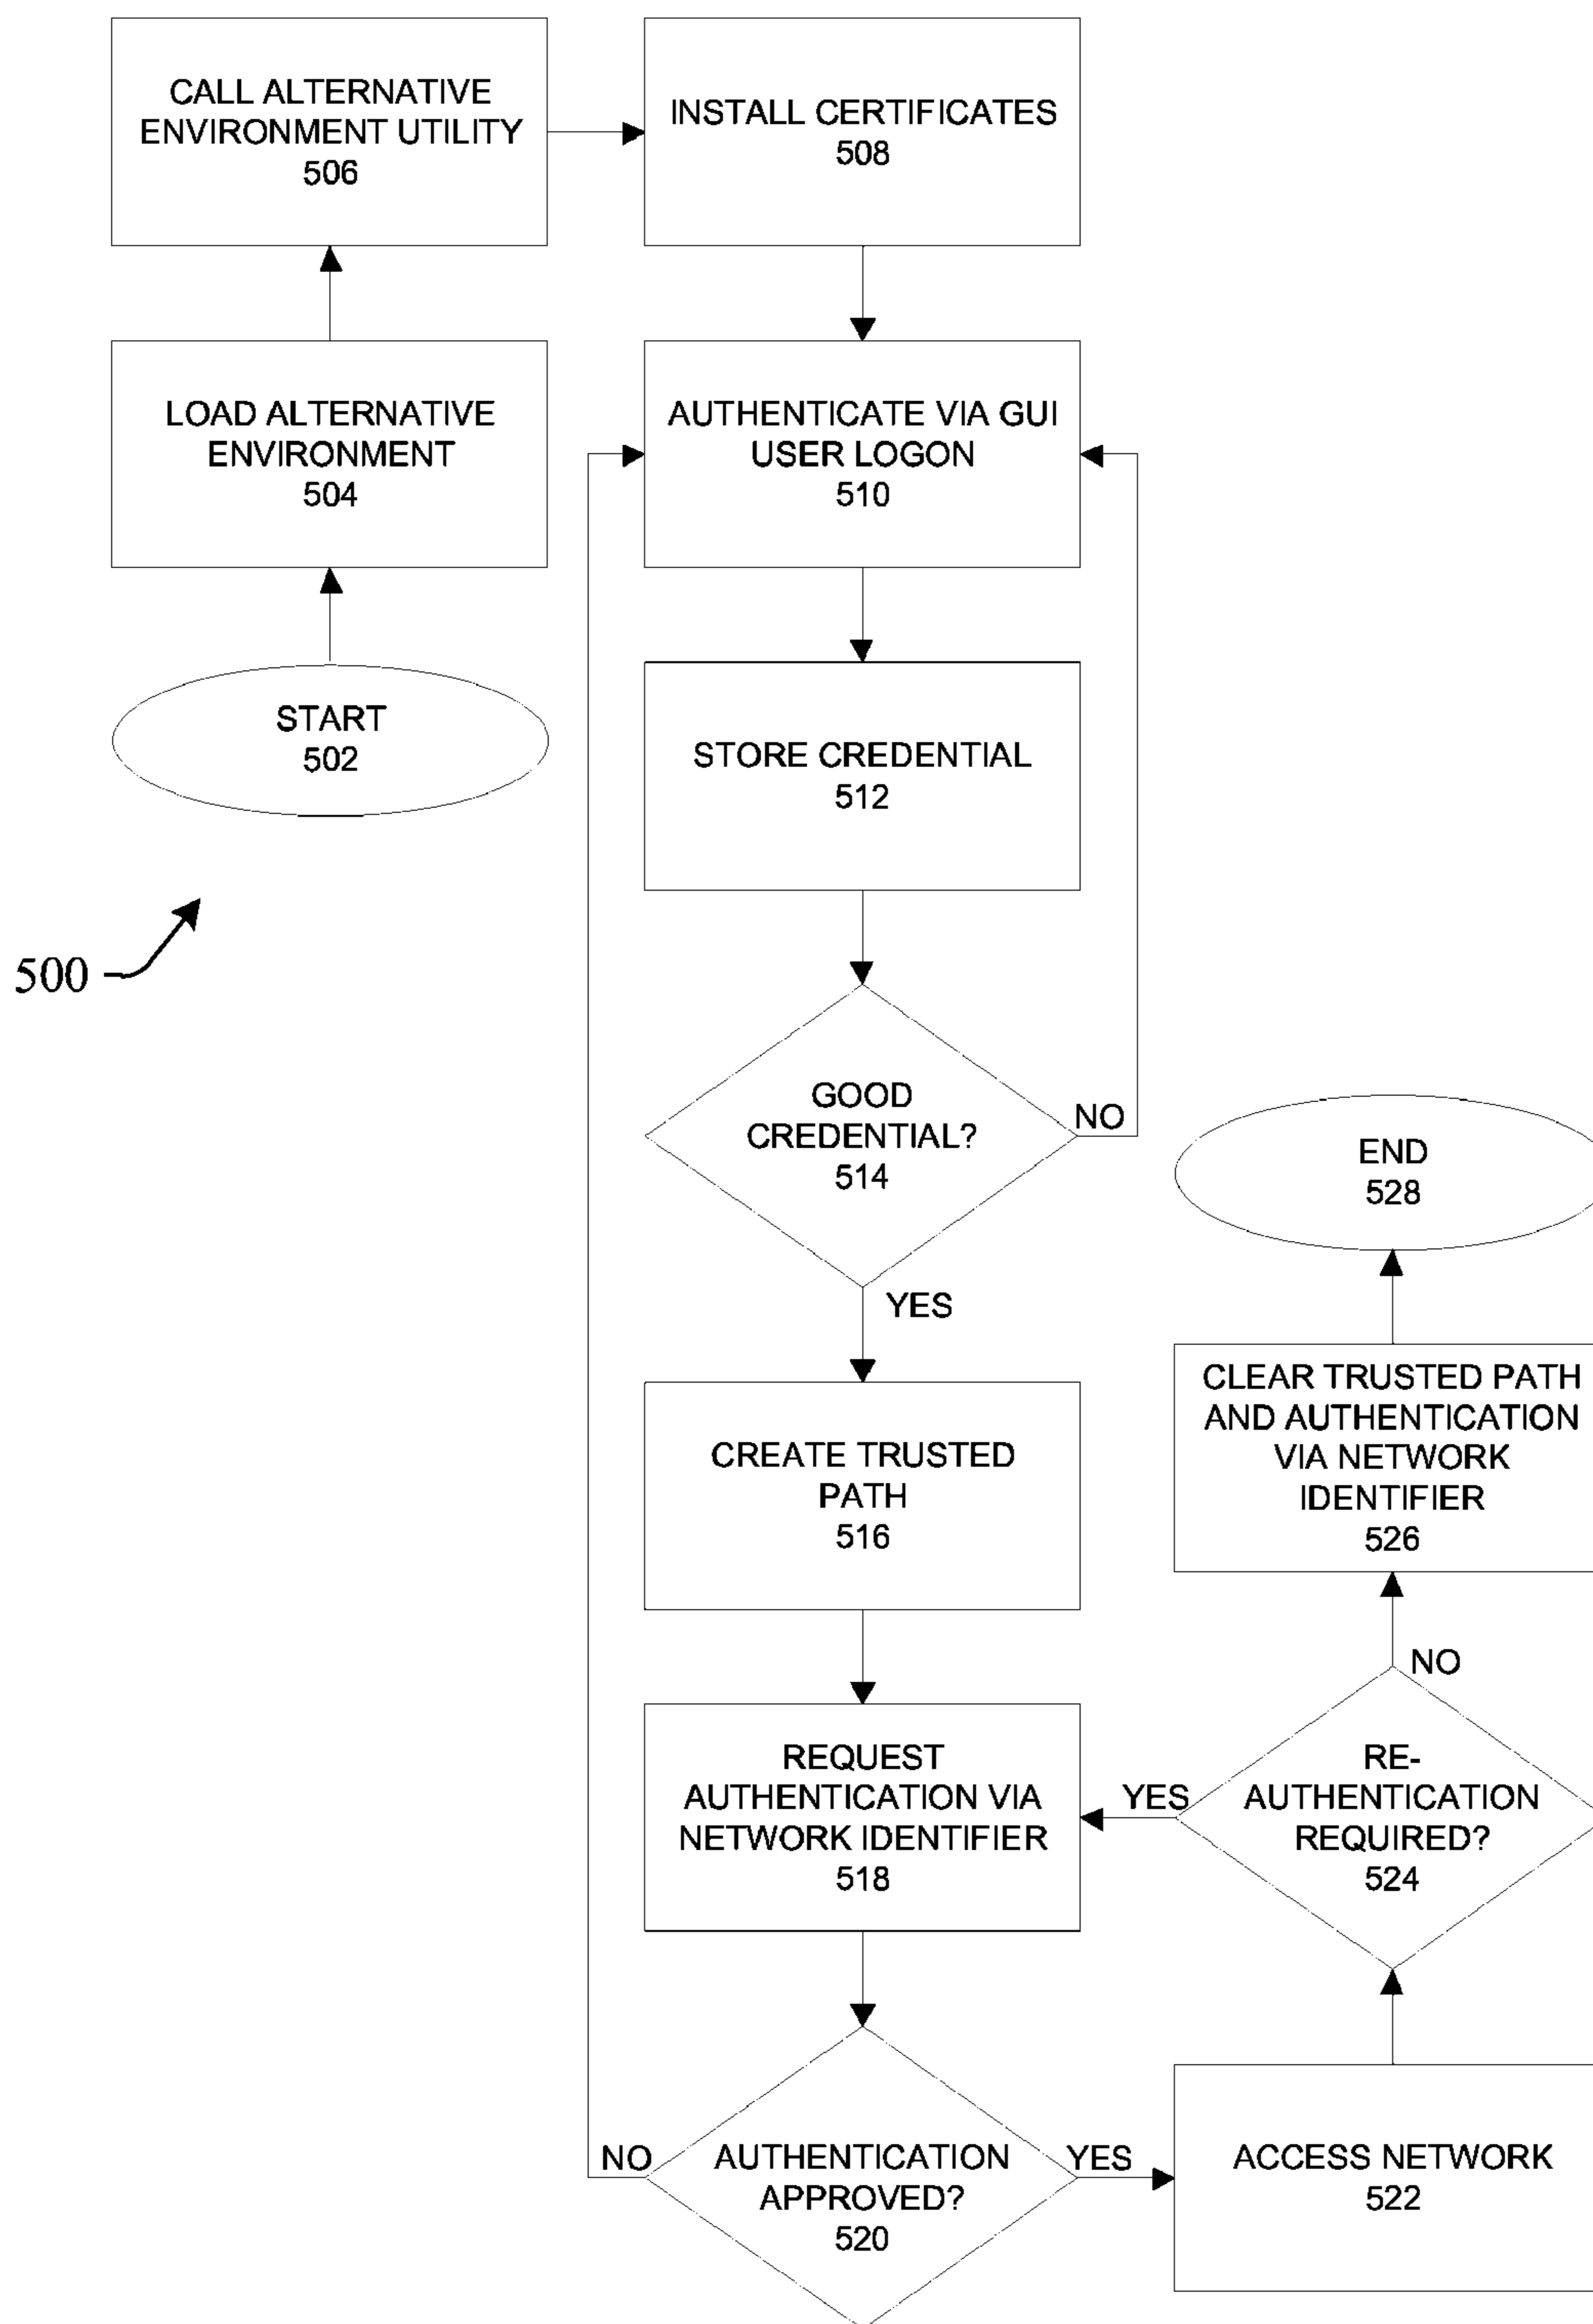 CALL ALTERNATIVE
ENVIRONMENT UTILITY
506
INSTALL CERTIFICATES
508
LOAD ALTERNATIVE
ENVIRONMENT
504
AUTHENTICATE VIA GUI
USER LOGON
510
START
502
STORE CREDENTIAL
512
500
GOOD
CREDENTIAL?
514
NO
YES
END
528
CREATE TRUSTED
PATH
516
CLEAR TRUSTED PATH
AND AUTHENTICATION
VIA NETWORK
IDENTIFIER
526
NO
REQUEST
AUTHENTICATION VIA
NETWORK IDENTIFIER
518
YES
RE-
AUTHENTICATION
REQUIRED?
524
NO
AUTHENTICATION
APPROVED?
520
YES
ACCESS NETWORK
522